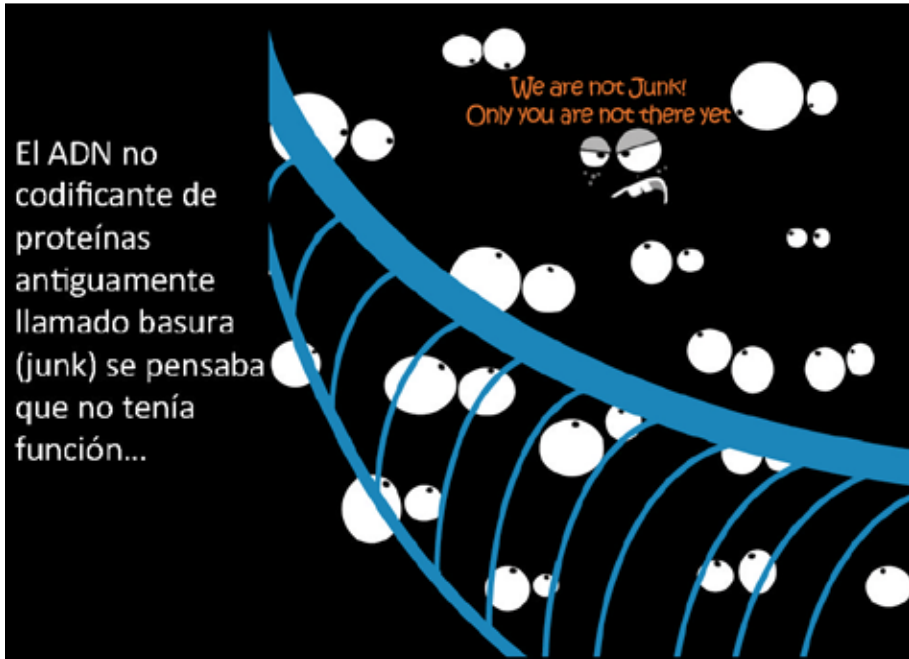 We are not Junk!
Only you are not there yet
El ADN no
codificante de
proteínas
antiguamente
llamado basura
(junk) se pensaba
que no tenía
función...